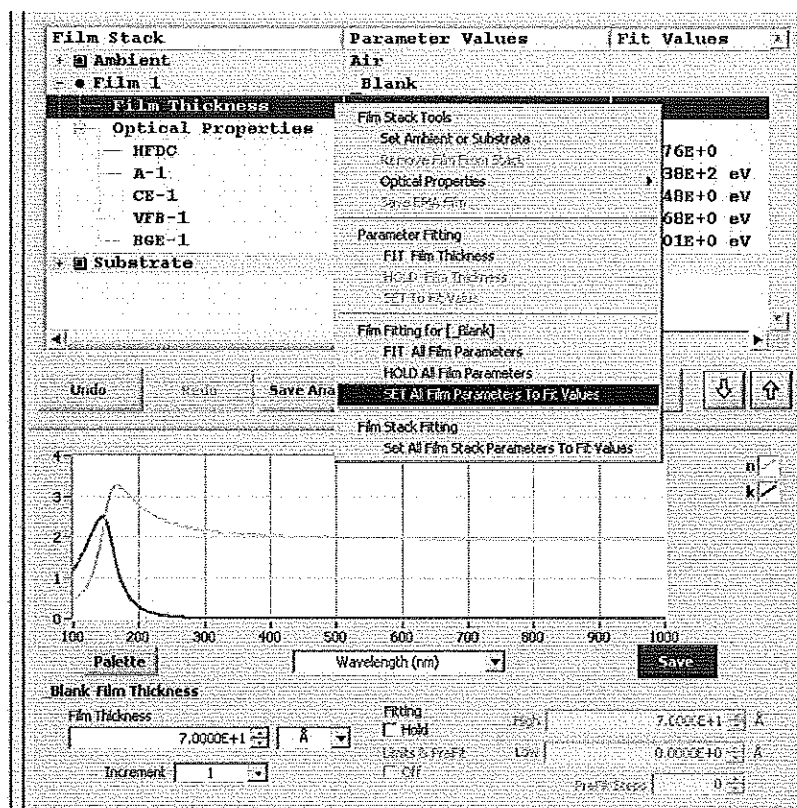 Film Stack Parameter Values Fit Values
Ambient Air
Film 1 _Blank
Film Thickness
Optical Properties
HFDC 76E+0
A-1 38E+2 eV
CE-1 48E+0 eV
VFB-1 68E+0 eV
BGE-1 01E+0 eV
Substrate
Film Stack Tools
Set Ambient or Substrate
Remove Film From Stack
Optical Properties
Save EMA Film
Parameter Fitting
FIT Film Thickness
HOLD Film Thickness
SET To Fit Value
Film Fitting for [_Blank]
FIT All Film Parameters
HOLD All Film Parameters
SET All Film Parameters To Fit Values
Film Stack Fitting
Set All Film Stack Parameters To Fit Values
Undo Redo Save Ana
4
3
2
1
0
n
k
100 200 300 400 500 600 700 800 900 1000
Palette Wavelength (nm) Save
Blank Film Thickness
Film Thickness
7.0000E+1 Å
Increment 1
Fitting
Hold
Limits & PreFit
Off
High 7.0000E+1 Å
Low 0.0000E+0 Å
PreFit Steps 0